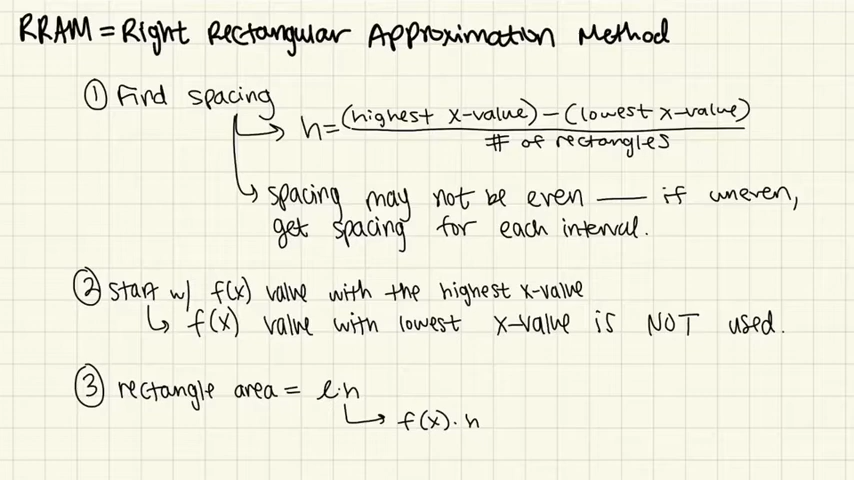 RRAM = Right Rectangular Approximation Method
① Find spacing
h = (highest x-value) - (lowest x-value)
# of rectangles
spacing may not be even — if uneven,
get spacing for each interval.
② start w/ f(x) value with the highest x-value
f(x) value with lowest x-value is NOT used.
③ rectangle area = l·h
f(x)·h